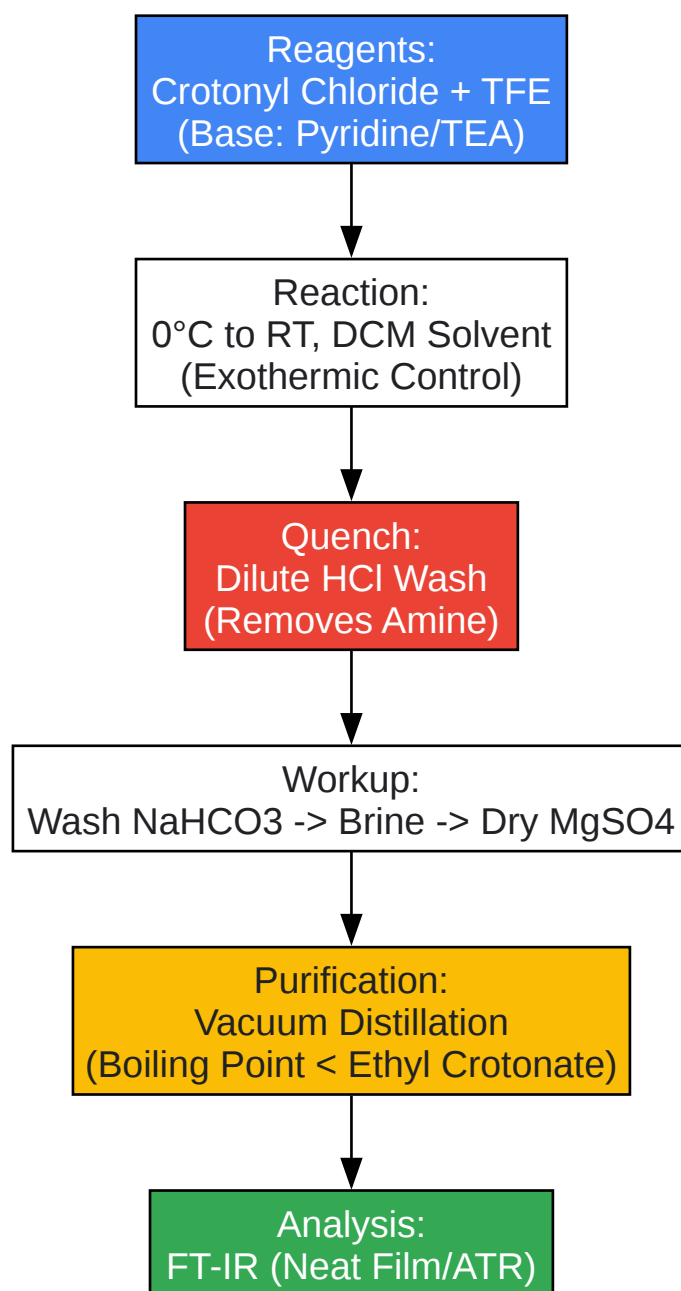 Reagents:
Crotonyl Chloride + TFE
(Base: Pyridine/TEA)
Reaction:
0°C to RT, DCM Solvent
(Exothermic Control)
Quench:
Dilute HCl Wash
(Removes Amine)
Workup:
Wash NaHCO3 -> Brine -> Dry MgSO4
Purification:
Vacuum Distillation
(Boiling Point < Ethyl Crotonate)
Analysis:
FT-IR (Neat Film/ATR)